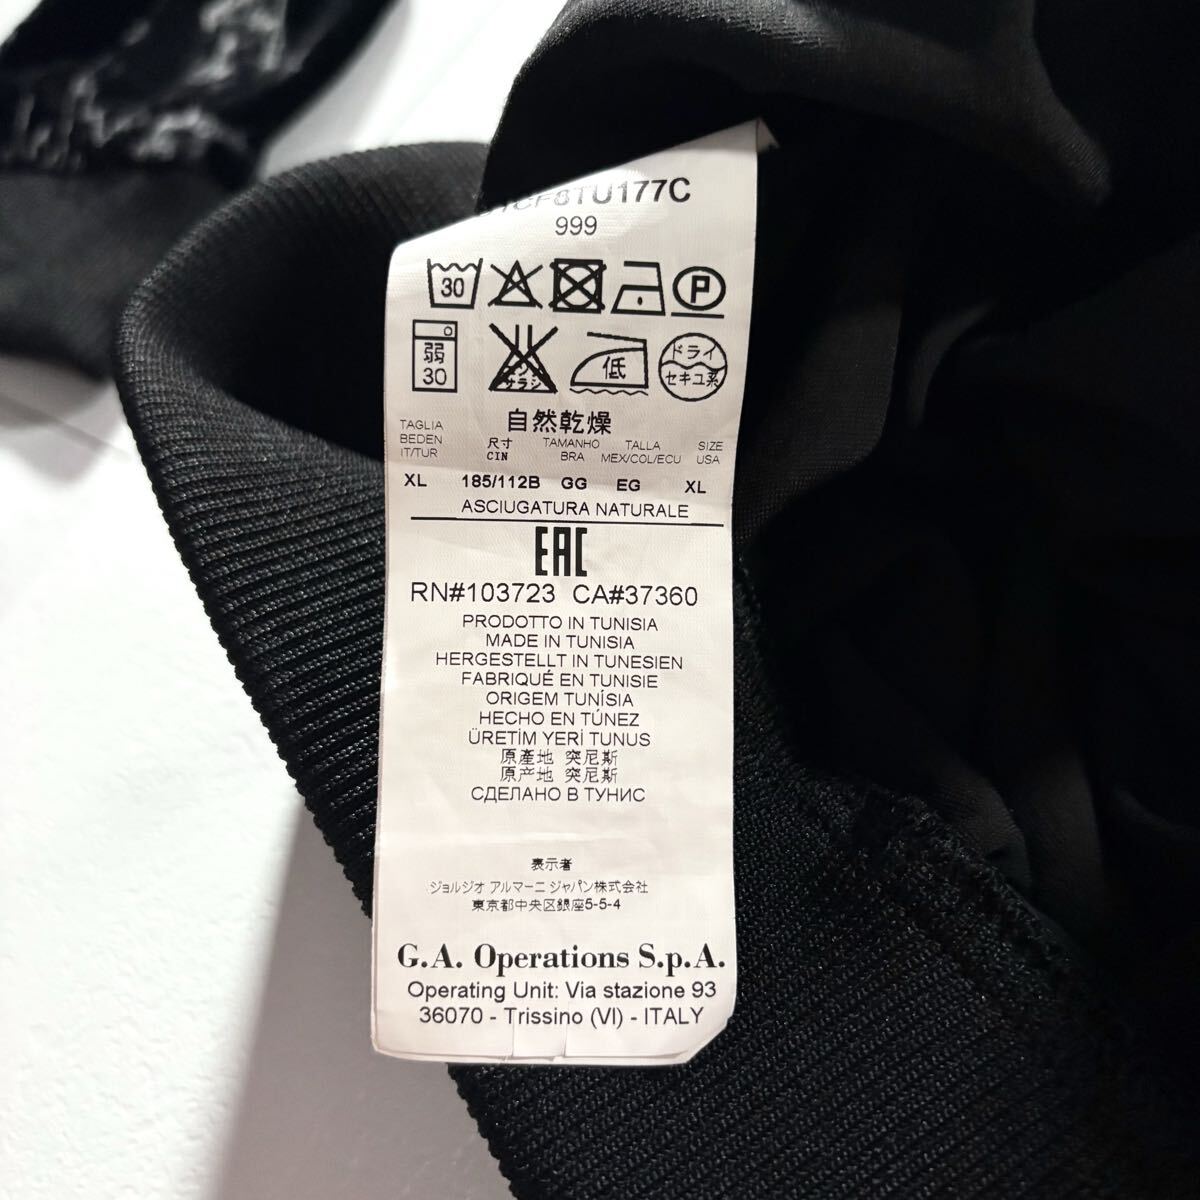 CF8TU177C
999
30
P
弱
30
サラシ
低
ドライ
セキユ系
自然乾燥
TAGLIA BEDEN IT/TUR
尺寸 CIN
TAMANHO BRA
TALLA MEX/COL/ECU
SIZE USA
XL 185/112B GG EG XL
ASCIUGATURA NATURALE
EAC
RN#103723 CA#37360
PRODOTTO IN TUNISIA
MADE IN TUNISIA
HERGESTELLT IN TUNESIEN
FABRIQUÉ EN TUNISIE
ORIGEM TUNÍSIA
HECHO EN TÚNEZ
ÜRETİM YERİ TUNUS
原產地 突尼斯
原产地 突尼斯
СДЕЛАНО В ТУНИС
表示者
ジョルジオ アルマーニ ジャパン株式会社
東京都中央区銀座5-5-4
G.A. Operations S.p.A.
Operating Unit: Via stazione 93
36070 - Trissino (VI) - ITALY